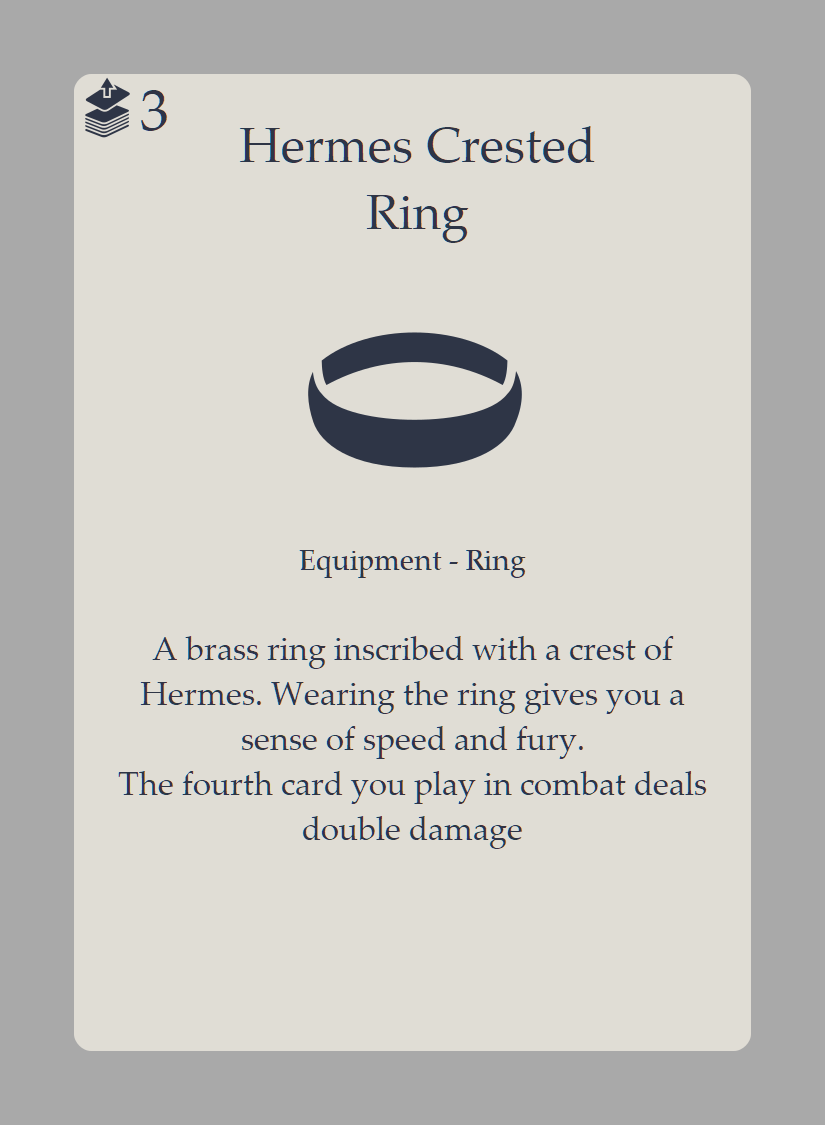 3
Hermes Crested
Ring
Equipment - Ring
A brass ring inscribed with a crest of
Hermes. Wearing the ring gives you a
sense of speed and fury.
The fourth card you play in combat deals
double damage